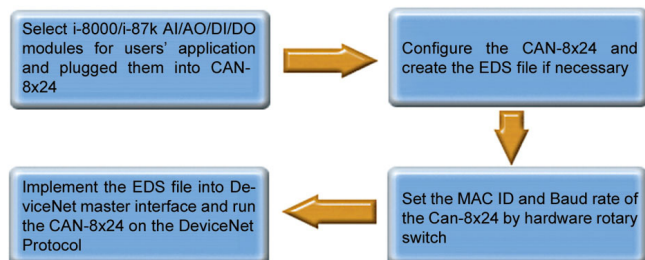 Select i-8000/i-87k AI/AO/DI/DO
modules for users' application
and plugged them into CAN-
8x24
Configure the CAN-8x24 and
create the EDS file if necessary
Set the MAC ID and Baud rate of
the Can-8x24 by hardware rotary
switch
Implement the EDS file into De-
viceNet master interface and run
the CAN-8x24 on the DeviceNet
Protocol